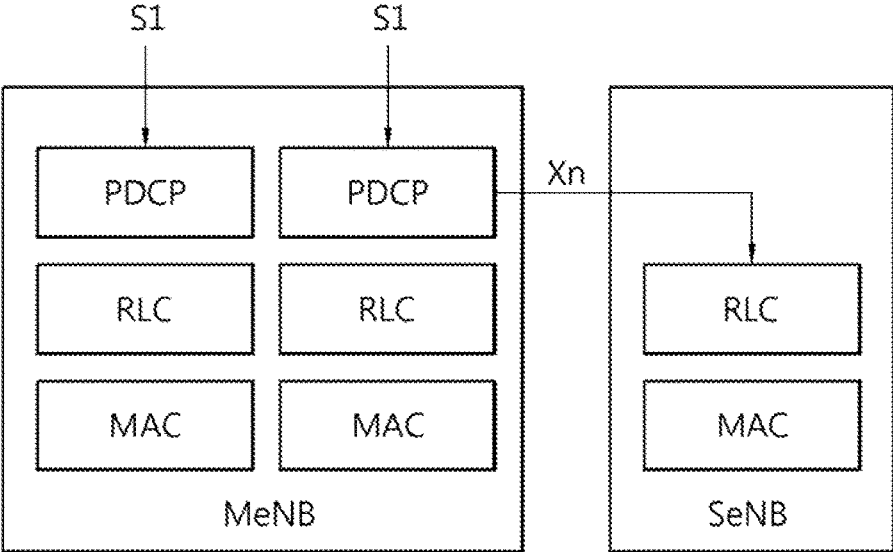 S1 S1
PDCP PDCP Xn
RLC RLC RLC
MAC MAC MAC
MeNB SeNB